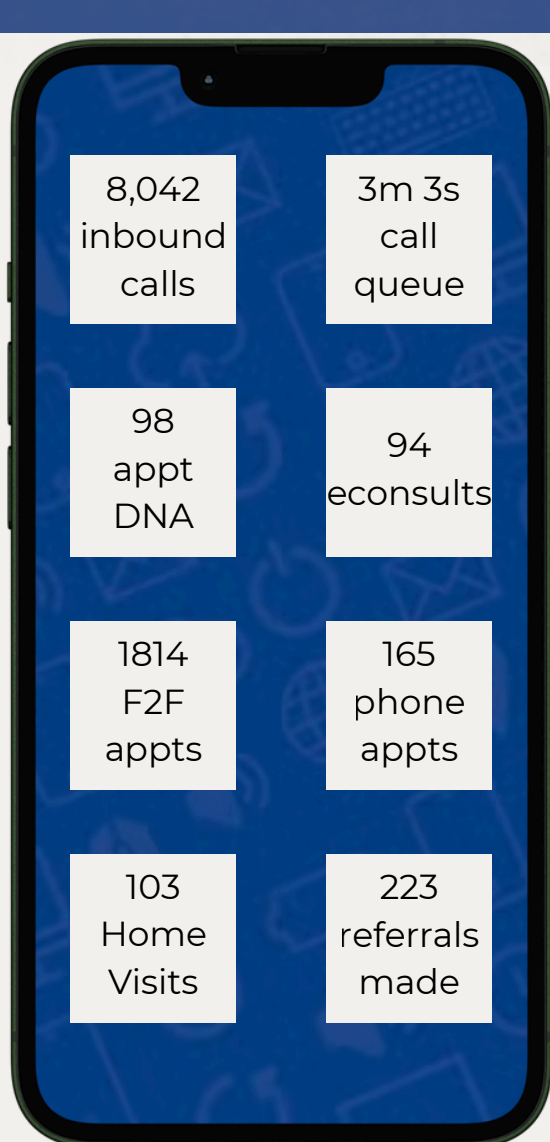 8,042
inbound
calls
3m 3s
call
queue
98
appt
DNA
94
econsults
1814
F2F
appts
165
phone
appts
103
Home
Visits
223
referrals
made